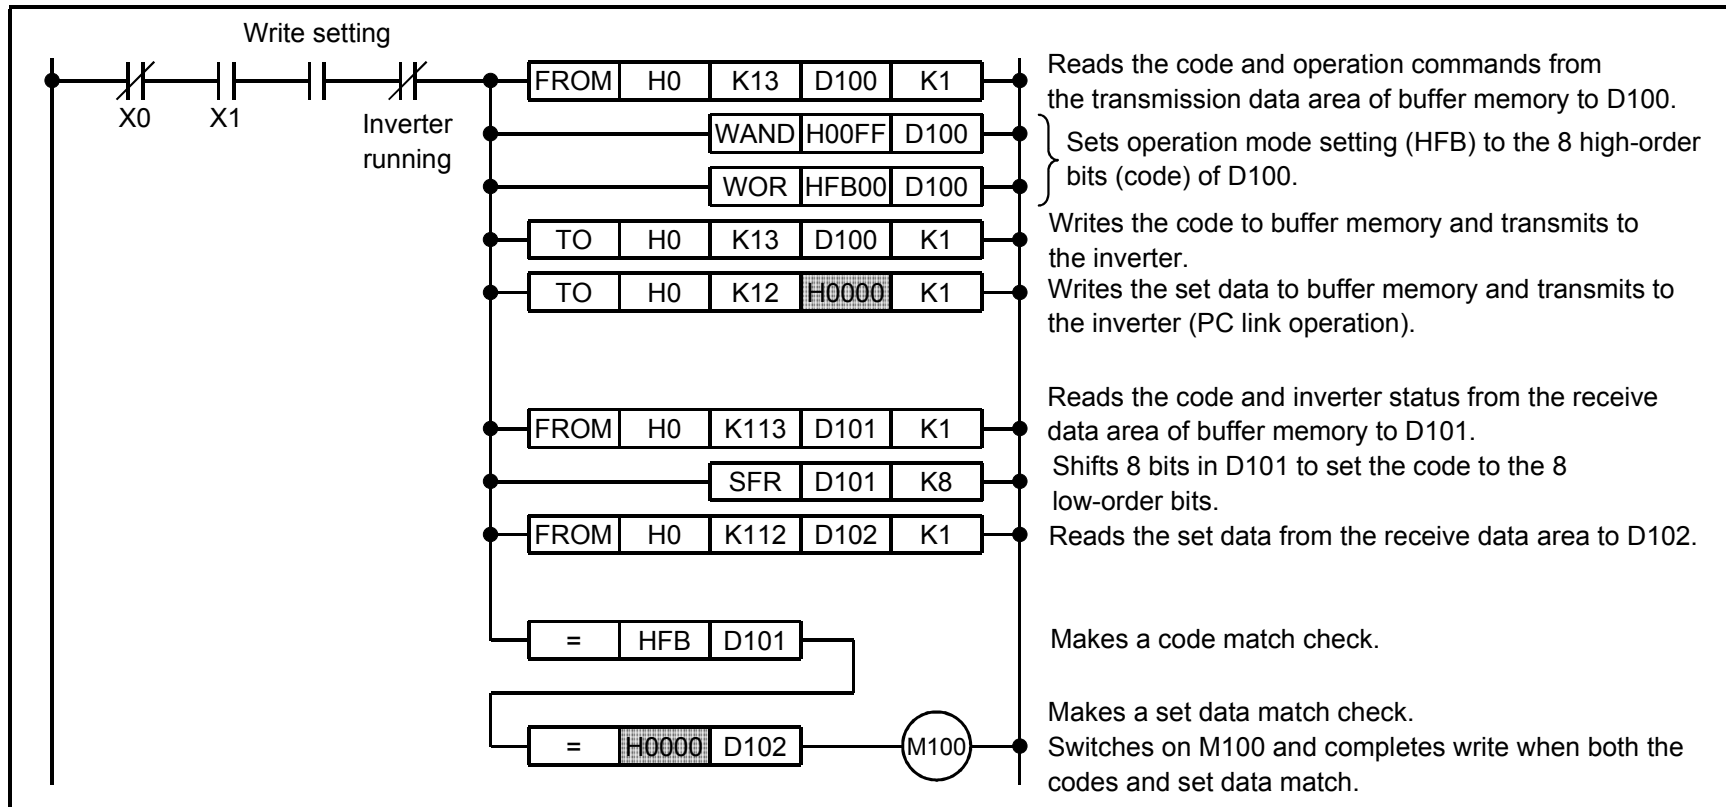 Write setting
X0 X1 Inverter
running
FROM H0 K13 D100 K1
Reads the code and operation commands from
the transmission data area of buffer memory to D100.
WAND H00FF D100
WOR HFB00 D100
Sets operation mode setting (HFB) to the 8 high-order
bits (code) of D100.
TO H0 K13 D100 K1
Writes the code to buffer memory and transmits to
the inverter.
TO H0 K12 H0000 K1
Writes the set data to buffer memory and transmits to
the inverter (PC link operation).
FROM H0 K113 D101 K1
Reads the code and inverter status from the receive
data area of buffer memory to D101.
SFR D101 K8
Shifts 8 bits in D101 to set the code to the 8
low-order bits.
FROM H0 K112 D102 K1
Reads the set data from the receive data area to D102.
= HFB D101
Makes a code match check.
= H0000 D102 M100
Makes a set data match check.
Switches on M100 and completes write when both the
codes and set data match.